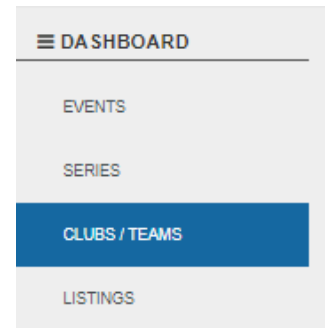 DASHBOARD
EVENTS
SERIES
CLUBS / TEAMS
LISTINGS